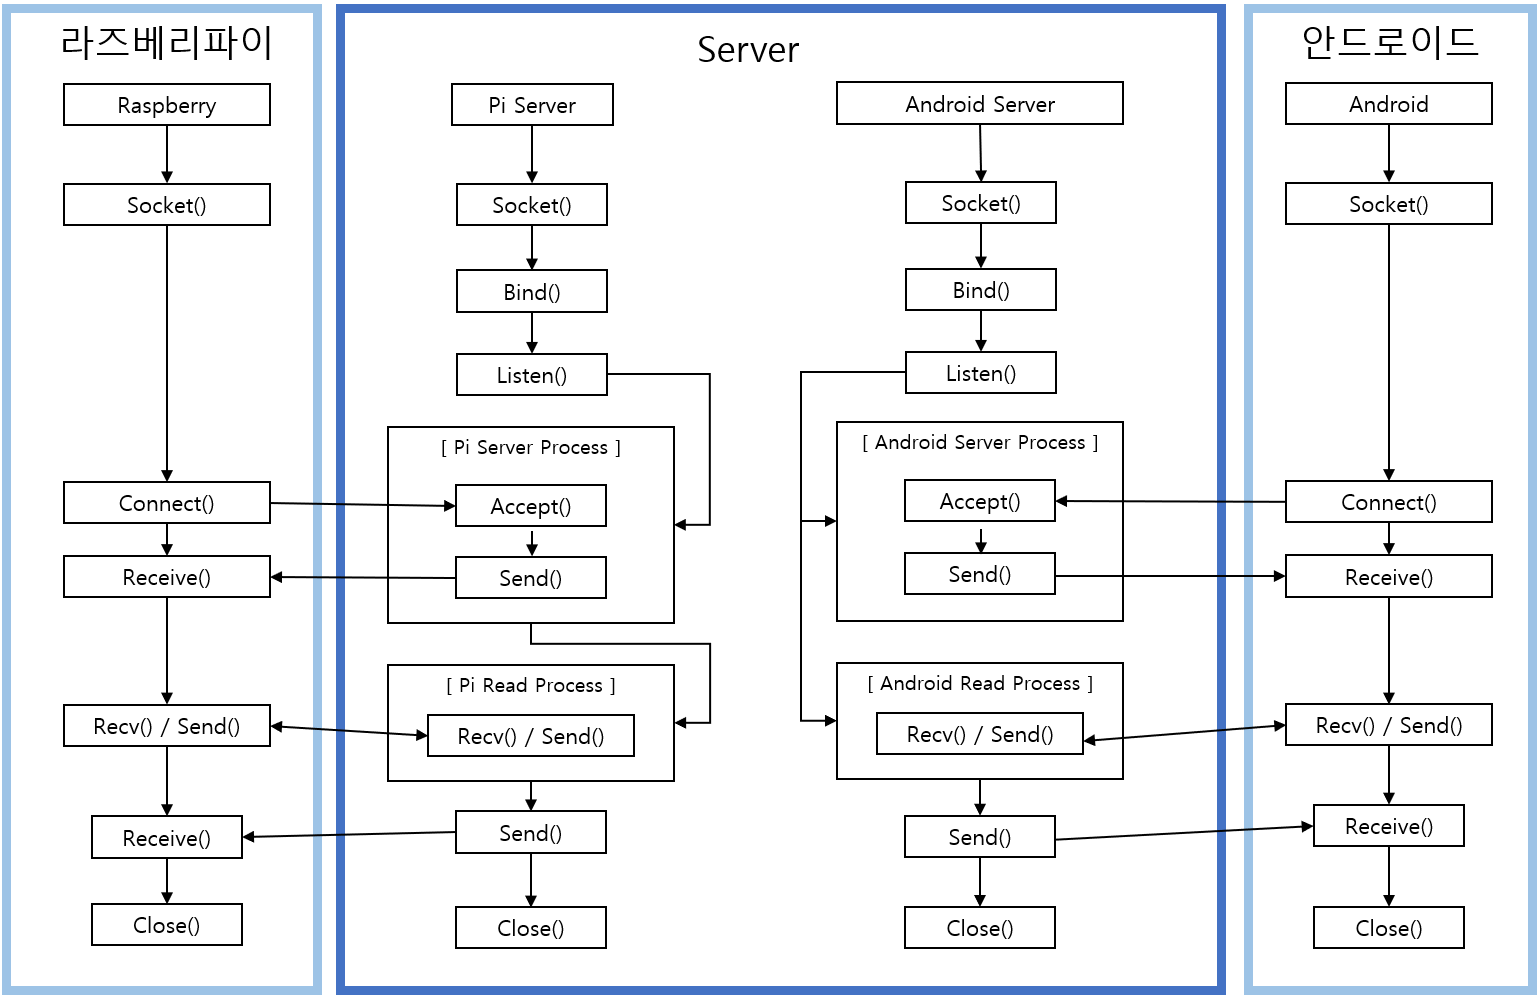 라즈베리파이
Raspberry
Socket()
Connect()
Receive()
Recv() / Send()
Receive()
Close()
Server
Pi Server
Socket()
Bind()
Listen()
[ Pi Server Process ]
Accept()
Send()
[ Pi Read Process ]
Recv() / Send()
Send()
Close()
Android Server
Socket()
Bind()
Listen()
[ Android Server Process ]
Accept()
Send()
[ Android Read Process ]
Recv() / Send()
Send()
Close()
안드로이드
Android
Socket()
Connect()
Receive()
Recv() / Send()
Receive()
Close()